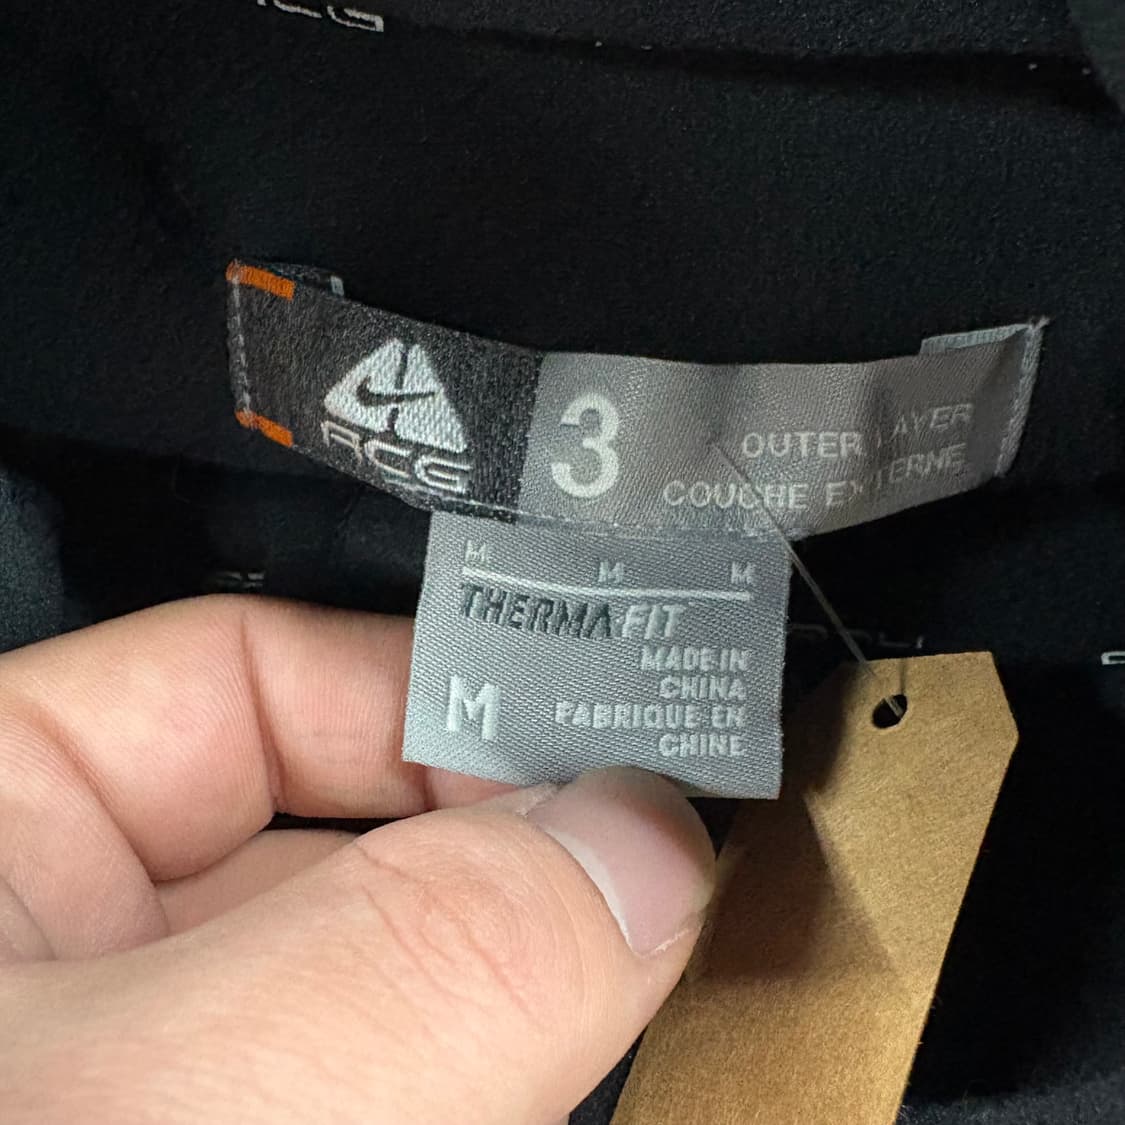 ACG
3
OUTER LAYER
COUCHE EXTERNE
M M M
THERMA FIT
MADE IN
CHINA
M
FABRIQUE EN
CHINE